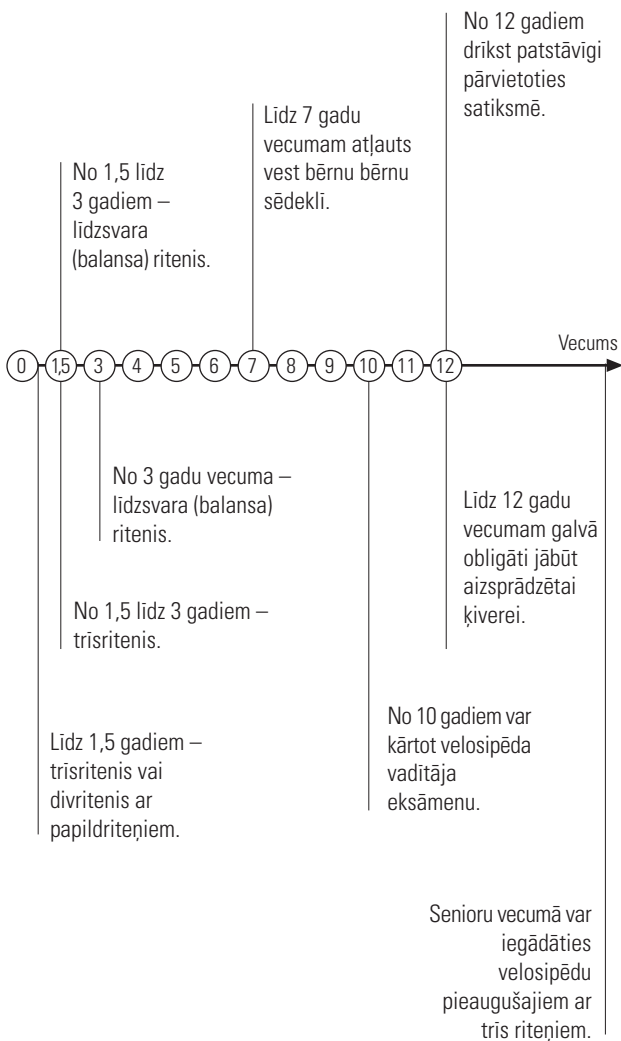 No 12 gadiem
drīkst patstāvīgi
pārvietoties
satiksmē.
Līdz 7 gadu
vecumam atļauts
vest bērnu bērnu
sēdeklī.
No 1,5 līdz
3 gadiem –
līdzsvara
(balansa) ritenis.
Vecums
0 1,5 3 4 5 6 7 8 9 10 11 12
No 3 gadu vecuma –
līdzsvara (balansa)
ritenis.
Līdz 12 gadu
vecumam galvā
obligāti jābūt
aizsprādzētai
ķiverei.
No 1,5 līdz 3 gadiem –
trīsritenis.
No 10 gadiem var
kārtot velosipēda
vadītāja
eksāmenu.
Līdz 1,5 gadiem –
trīsritenis vai
divritenis ar
papildriteņiem.
Senioru vecumā var
iegādāties
velosipēdu
pieaugušajiem ar
trīs riteņiem.